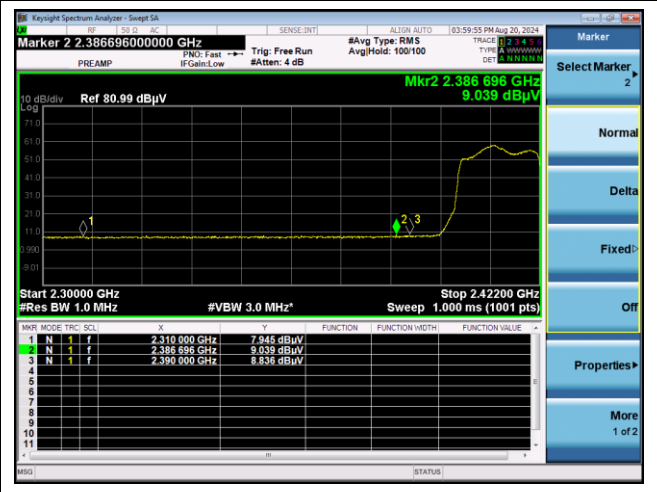 Keysight Spectrum Analyzer - Swept SA
RF 50 Ω AC SENSE:INT ALIGN AUTO 03:59:55 PM Aug 20, 2024
Marker 2 2.386696000000 GHz
PREAMP
PNO: Fast
IFGain:Low
Trig: Free Run
#Atten: 4 dB
#Avg Type: RMS
Avg|Hold: 100/100
TRACE 1 2 3 4 5 6
TYPE A WWWWW
DET A N N N N N
Mkr2 2.386 696 GHz
9.039 dBµV
10 dB/div Ref 80.99 dBµV
Log
71.0
61.0
51.0
41.0
31.0
21.0
11.0
0.990
-9.01
1
2
3
Start 2.30000 GHz Stop 2.42200 GHz
#Res BW 1.0 MHz #VBW 3.0 MHz* Sweep 1.000 ms (1001 pts)
MKR MODE TRC SCL X Y FUNCTION FUNCTION WIDTH FUNCTION VALUE
1 N 1 f 2.310 000 GHz 7.945 dBµV
2 N 1 f 2.386 696 GHz 9.039 dBµV
3 N 1 f 2.390 000 GHz 8.836 dBµV
4
5
6
7
8
9
10
11
MSG STATUS
Marker
Select Marker
2
Normal
Delta
Fixed
Off
Properties
More
1 of 2